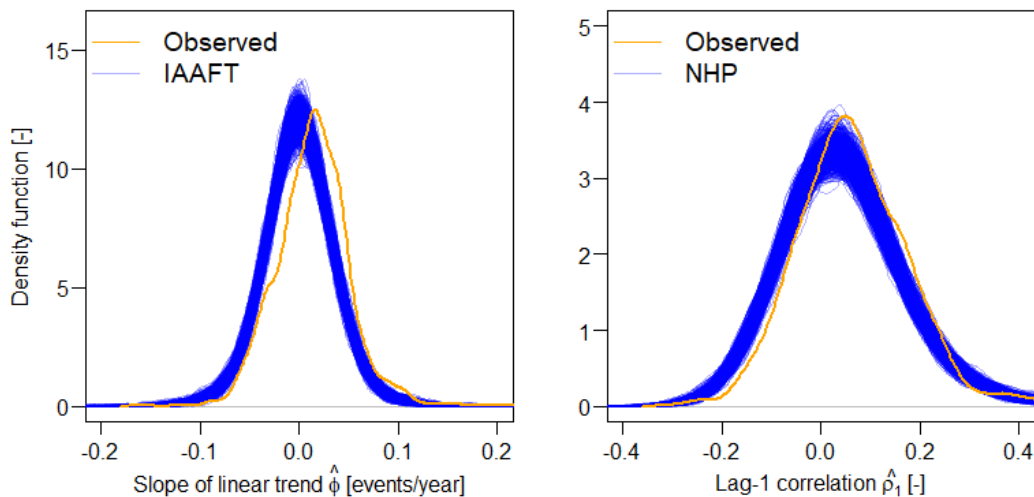 Observed
IAAFT
15
10
5
0
-0.2 -0.1 0.0 0.1 0.2
Density function [-]
Slope of linear trend ϕ̂ [events/year]
Observed
NHP
5
4
3
2
1
0
-0.4 -0.2 0.0 0.2 0.4
Lag-1 correlation ρ̂₁ [-]